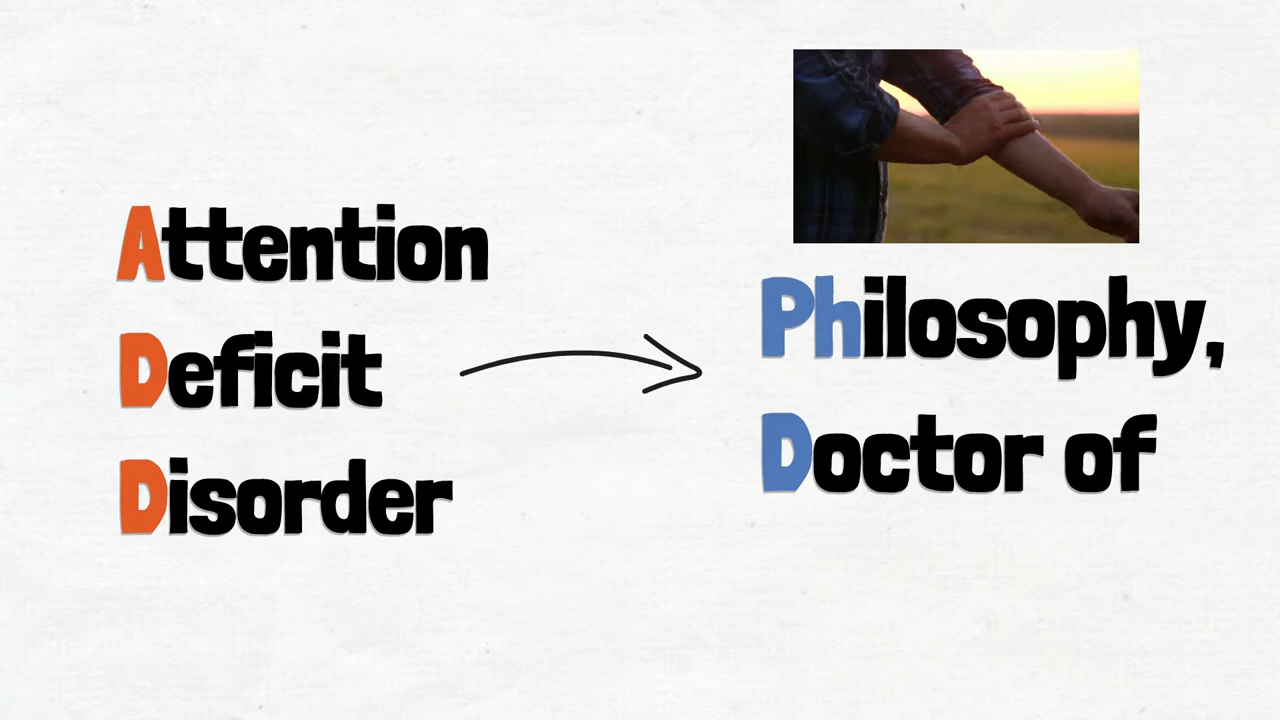 Attention
Deficit
Disorder
Philosophy,
Doctor of